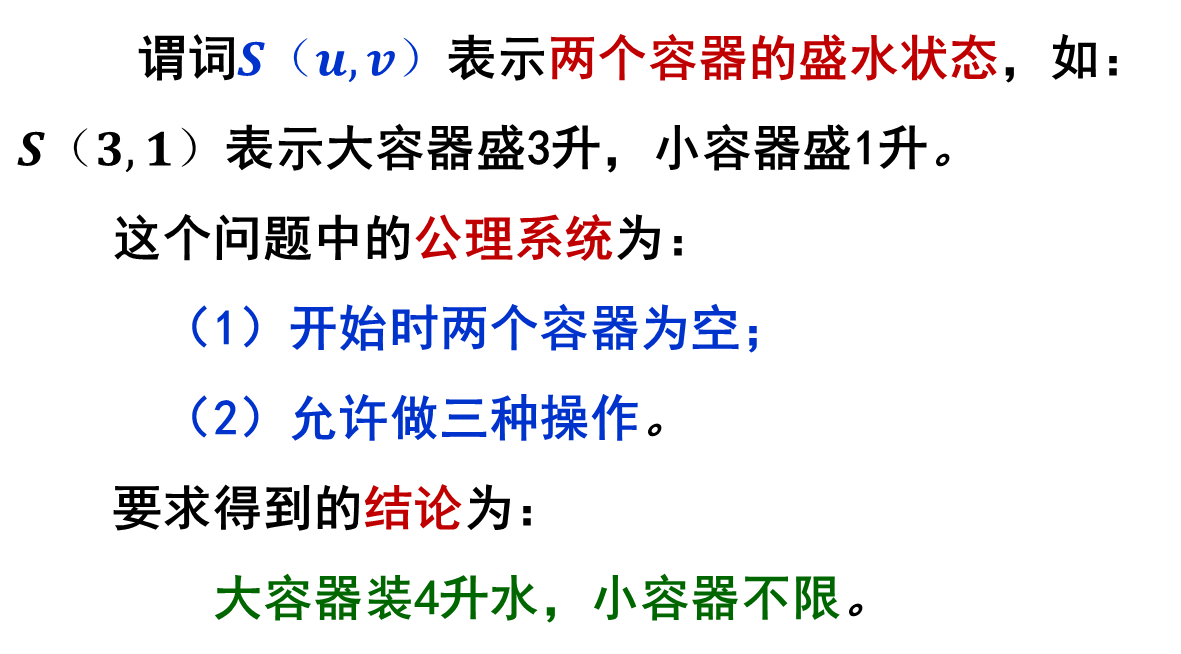 谓词S（u,v）表示两个容器的盛水状态，如：
S（3,1）表示大容器盛3升，小容器盛1升。
这个问题中的公理系统为：
（1）开始时两个容器为空；
（2）允许做三种操作。
要求得到的结论为：
大容器装4升水，小容器不限。